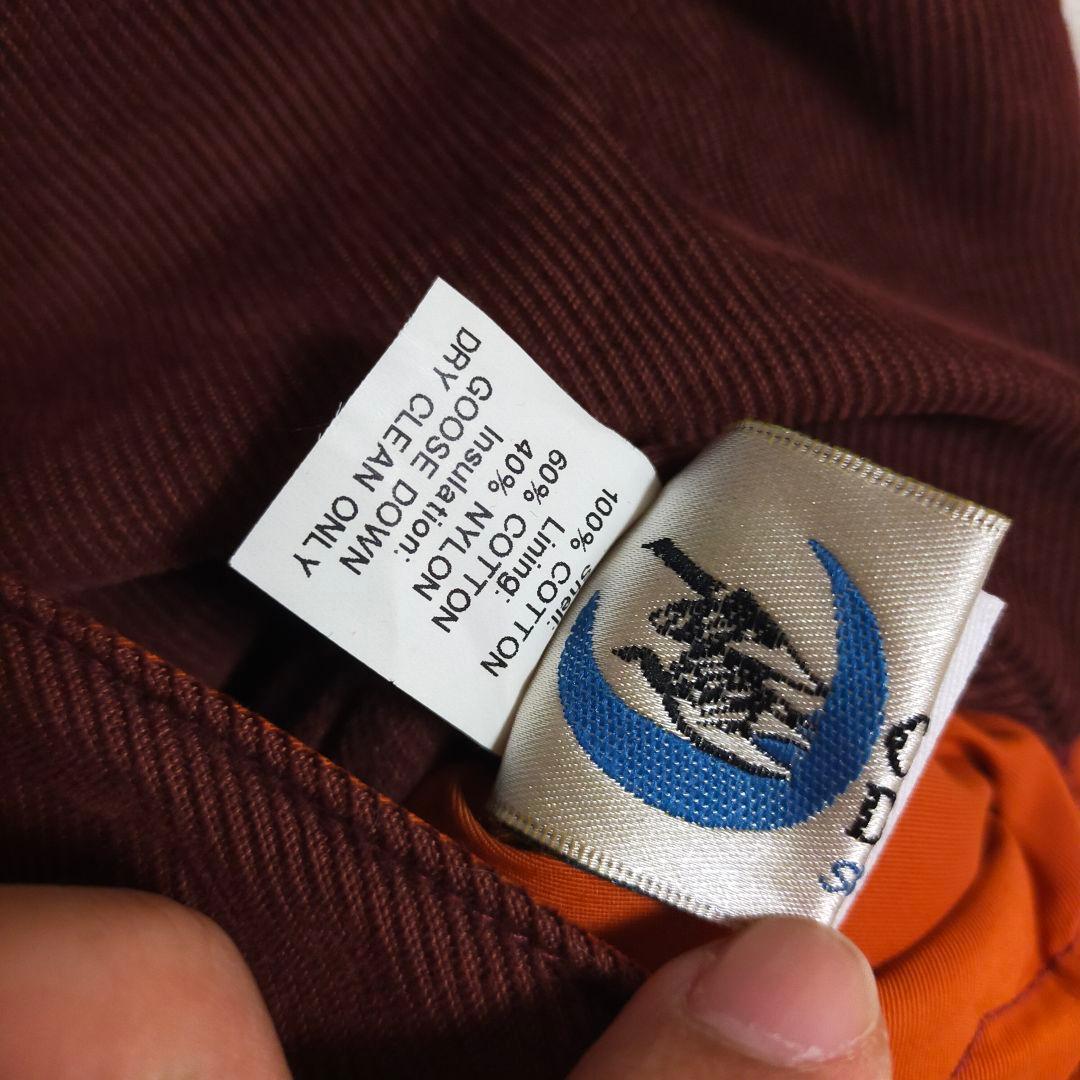 Shell:
100% COTTON
Lining:
60% COTTON
40% NYLON
Insulation:
GOOSE DOWN
DRY CLEAN ONLY
E
S